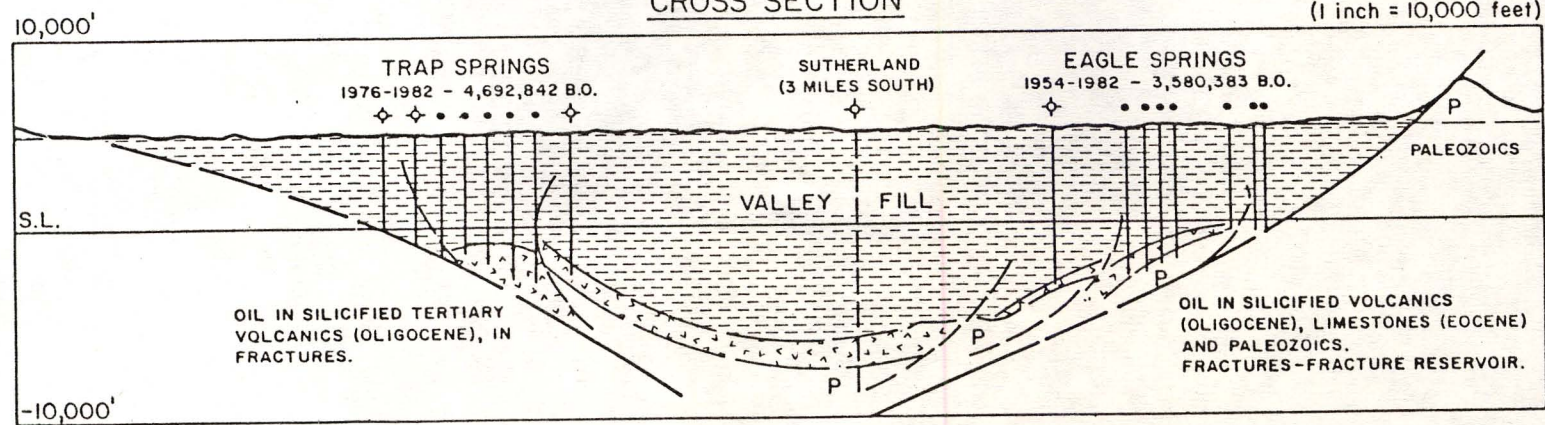 CROSS SECTION
(1 inch = 10,000 feet)
10,000'
TRAP SPRINGS
1976-1982 - 4,692,842 B.O.
SUTHERLAND
(3 MILES SOUTH)
EAGLE SPRINGS
1954-1982 - 3,580,383 B.O.
P
PALEOZOICS
VALLEY FILL
S.L.
P
P
P
OIL IN SILICIFIED TERTIARY
VOLCANICS (OLIGOCENE), IN
FRACTURES.
OIL IN SILICIFIED VOLCANICS
(OLIGOCENE), LIMESTONES (EOCENE)
AND PALEOZOICS.
FRACTURES-FRACTURE RESERVOIR.
-10,000'